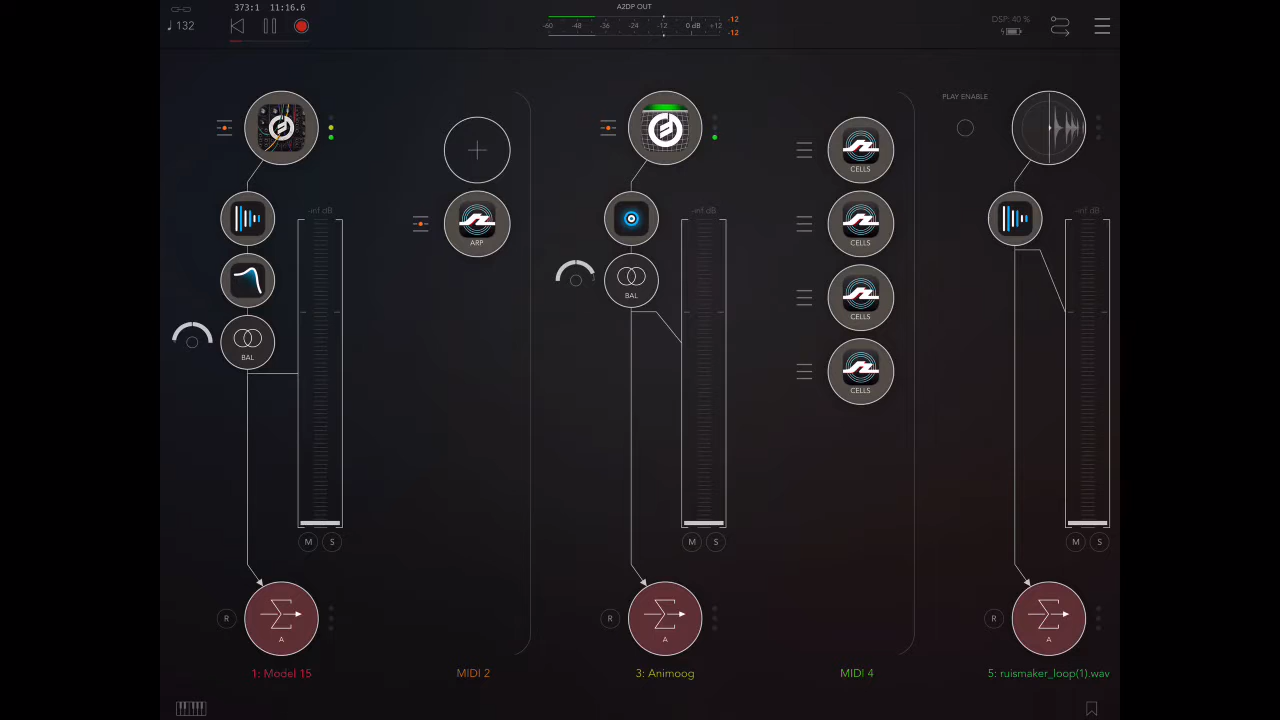 373:1 11:16.6
♩ 132
A2DP OUT
-60 -48 -36 -24 -12 0 dB +12
-12
-12
DSP: 40 %
PLAY ENABLE
ARP
CELLS
CELLS
CELLS
CELLS
-inf dB
-inf dB
-inf dB
BAL
BAL
M S
M S
M S
R
A
R
A
R
A
1: Model 15
MIDI 2
3: Animoog
MIDI 4
5: ruismaker_loop(1).wav